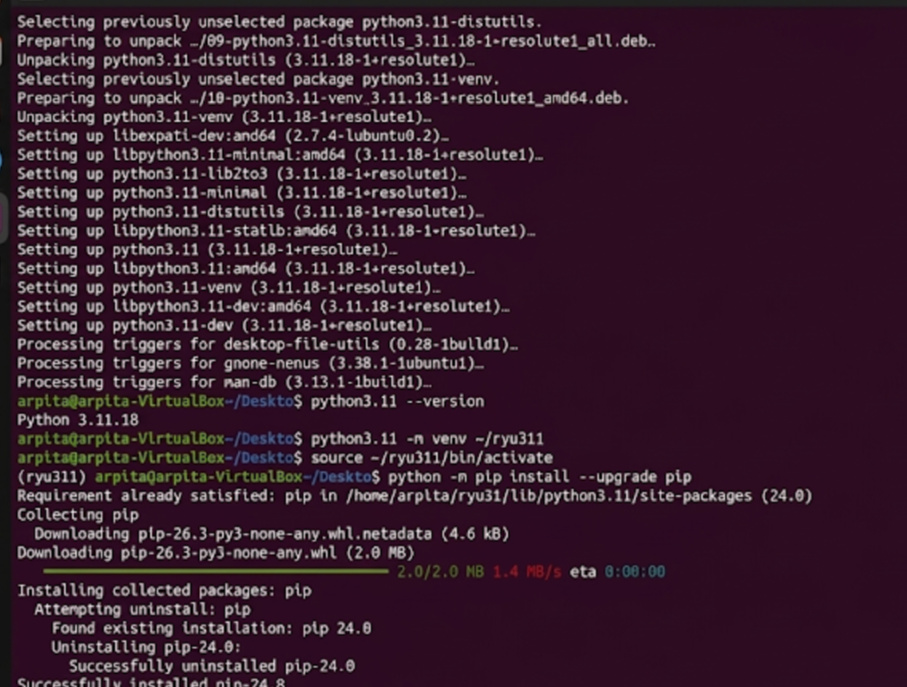 Selecting previously unselected package python3.11-distutils.
Preparing to unpack …/09-python3.11-distutils_3.11.18-1+resolute1_all.deb..
Unpacking python3.11-distutils (3.11.18-1+resolute1)…
Selecting previously unselected package python3.11-venv.
Preparing to unpack …/10-python3.11-venv_3.11.18-1+resolute1_amd64.deb.
Unpacking python3.11-venv (3.11.18-1+resolute1)…
Setting up libexpati-dev:amd64 (2.7.4-1ubuntu0.2)…
Setting up libpython3.11-minimal:amd64 (3.11.18-1+resolute1)…
Setting up python3.11-lib2to3 (3.11.18-1+resolute1)…
Setting up python3.11-minimal (3.11.18-1+resolute1)…
Setting up python3.11-distutils (3.11.18-1+resolute1)…
Setting up libpython3.11-statlb:amd64 (3.11.18-1+resolute1)…
Setting up python3.11 (3.11.18-1+resolute1)…
Setting up libpython3.11:amd64 (3.11.18-1+resolute1)…
Setting up python3.11-venv (3.11.18-1+resolute1)…
Setting up libpython3.11-dev:amd64 (3.11.18-1+resolute1)…
Setting up python3.11-dev (3.11.18-1+resolute1)…
Processing triggers for desktop-file-utils (0.28-1build1)…
Processing triggers for gnone-nenus (3.38.1-1ubuntu1)…
Processing triggers for man-db (3.13.1-1build1)…
arpita@arpita-VirtualBox~/Deskto$ python3.11 --version
Python 3.11.18
arpita@arpita-VirtualBox~/Deskto$ python3.11 -m venv ~/ryu311
arpita@arpita-VirtualBox~/Deskto$ source ~/ryu311/bin/activate
(ryu311) arpita@arpita-VirtualBox-/Deskto$ python -m pip install --upgrade pip
Requirement already satisfied: pip in /home/arpita/ryu31/lib/python3.11/site-packages (24.0)
Collecting pip
Downloading pip-26.3-py3-none-any.whl.netadata (4.6 kB)
Downloading pip-26.3-py3-none-any.whl (2.0 MB)
2.0/2.0 MB 1.4 MB/s eta 0:00:00
Installing collected packages: pip
Attempting uninstall: pip
Found existing installation: pip 24.0
Uninstalling pip-24.0:
Successfully uninstalled pip-24.0
Successfully installed pip-24.8